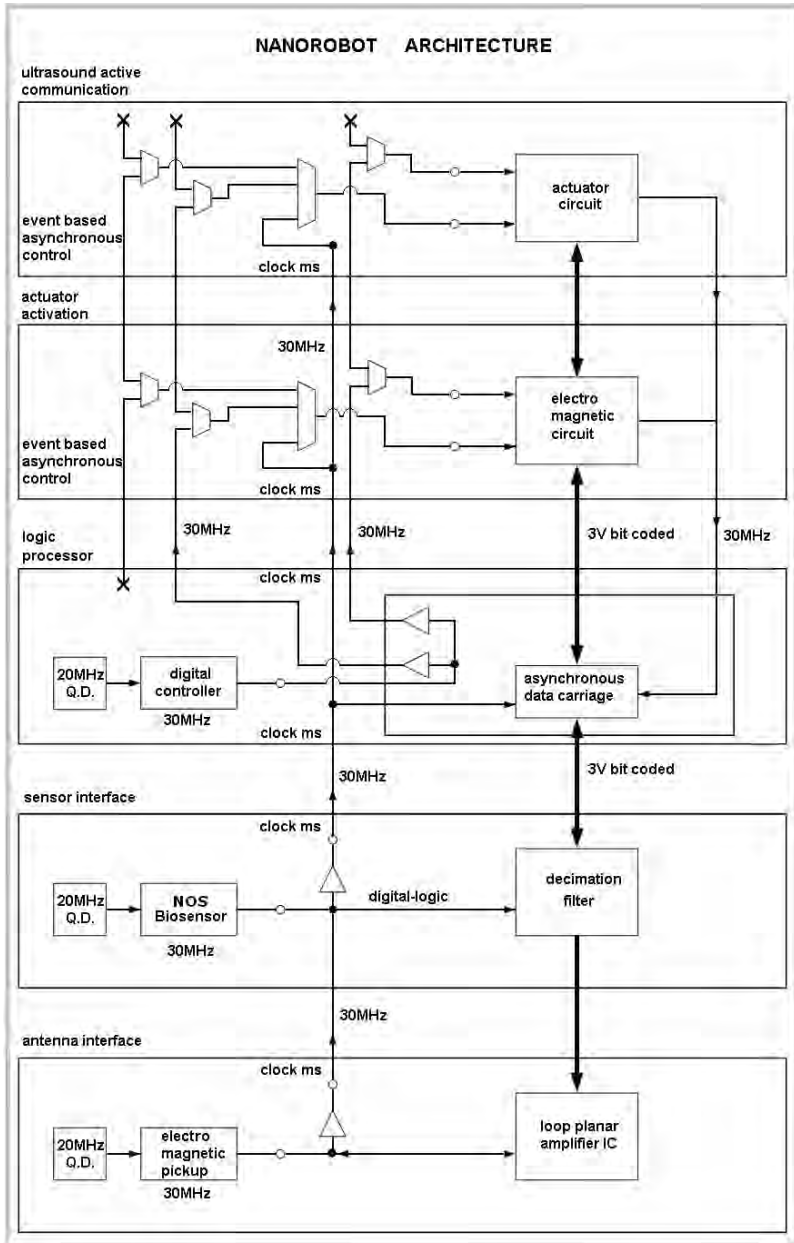 NANOROBOT ARCHITECTURE
ultrasound active
communication
actuator
circuit
event based
asynchronous
control
clock ms
actuator
activation
30MHz
electro
magnetic
circuit
event based
asynchronous
control
clock ms
30MHz
30MHz
3V bit coded
30MHz
logic
processor
clock ms
20MHz
Q.D.
digital
controller
30MHz
asynchronous
data carriage
clock ms
30MHz
3V bit coded
sensor interface
clock ms
20MHz
Q.D.
NOS
Biosensor
30MHz
digital-logic
decimation
filter
30MHz
antenna interface
clock ms
20MHz
Q.D.
electro
magnetic
pickup
30MHz
loop planar
amplifier IC